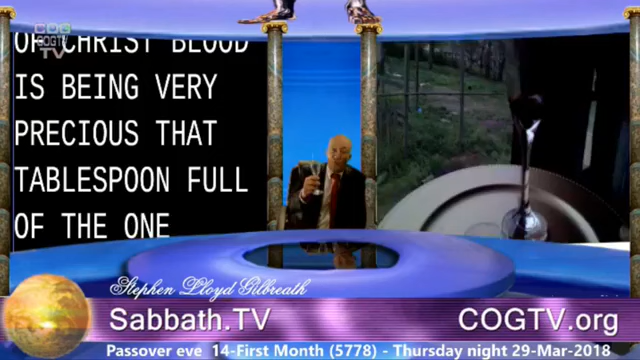 COG
COGTV
TV
OF CHRIST BLOOD
IS BEING VERY
PRECIOUS THAT
TABLESPOON FULL
OF THE ONE
Stephen Lloyd Gilbreath
Sabbath.TV
COGTV.org
Passover eve 14-First Month (5778) - Thursday night 29-Mar-2018